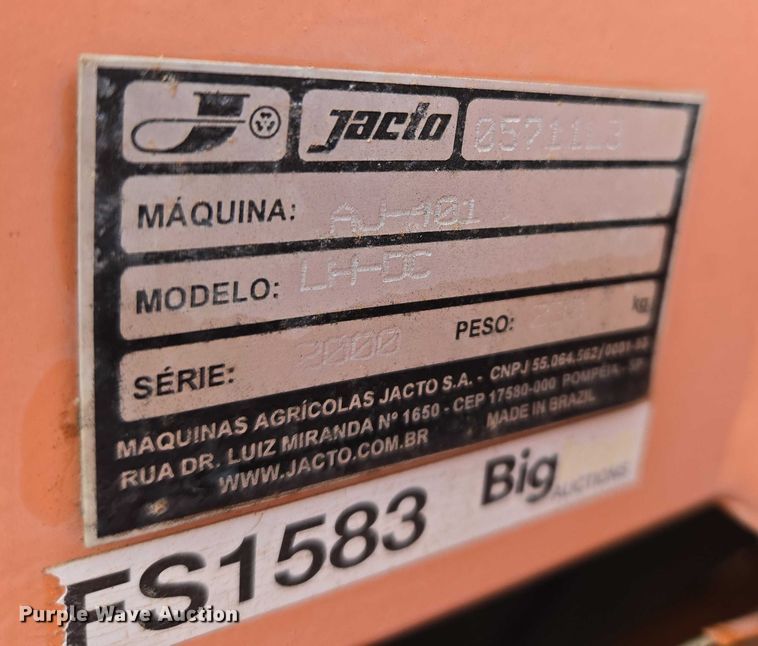 J Jacto 0571113
MÁQUINA: AJ-401
MODELO: LH-DC
SÉRIE: 2000 PESO: kg
MÁQUINAS AGRÍCOLAS JACTO S.A. - CNPJ 55.064.562/0001-
RUA DR. LUIZ MIRANDA Nº 1650 - CEP 17580-000 POMPÉIA - SP
WWW.JACTO.COM.BR MADE IN BRAZIL
FS1583 Big
AUCTIONS
Purple Wave Auction